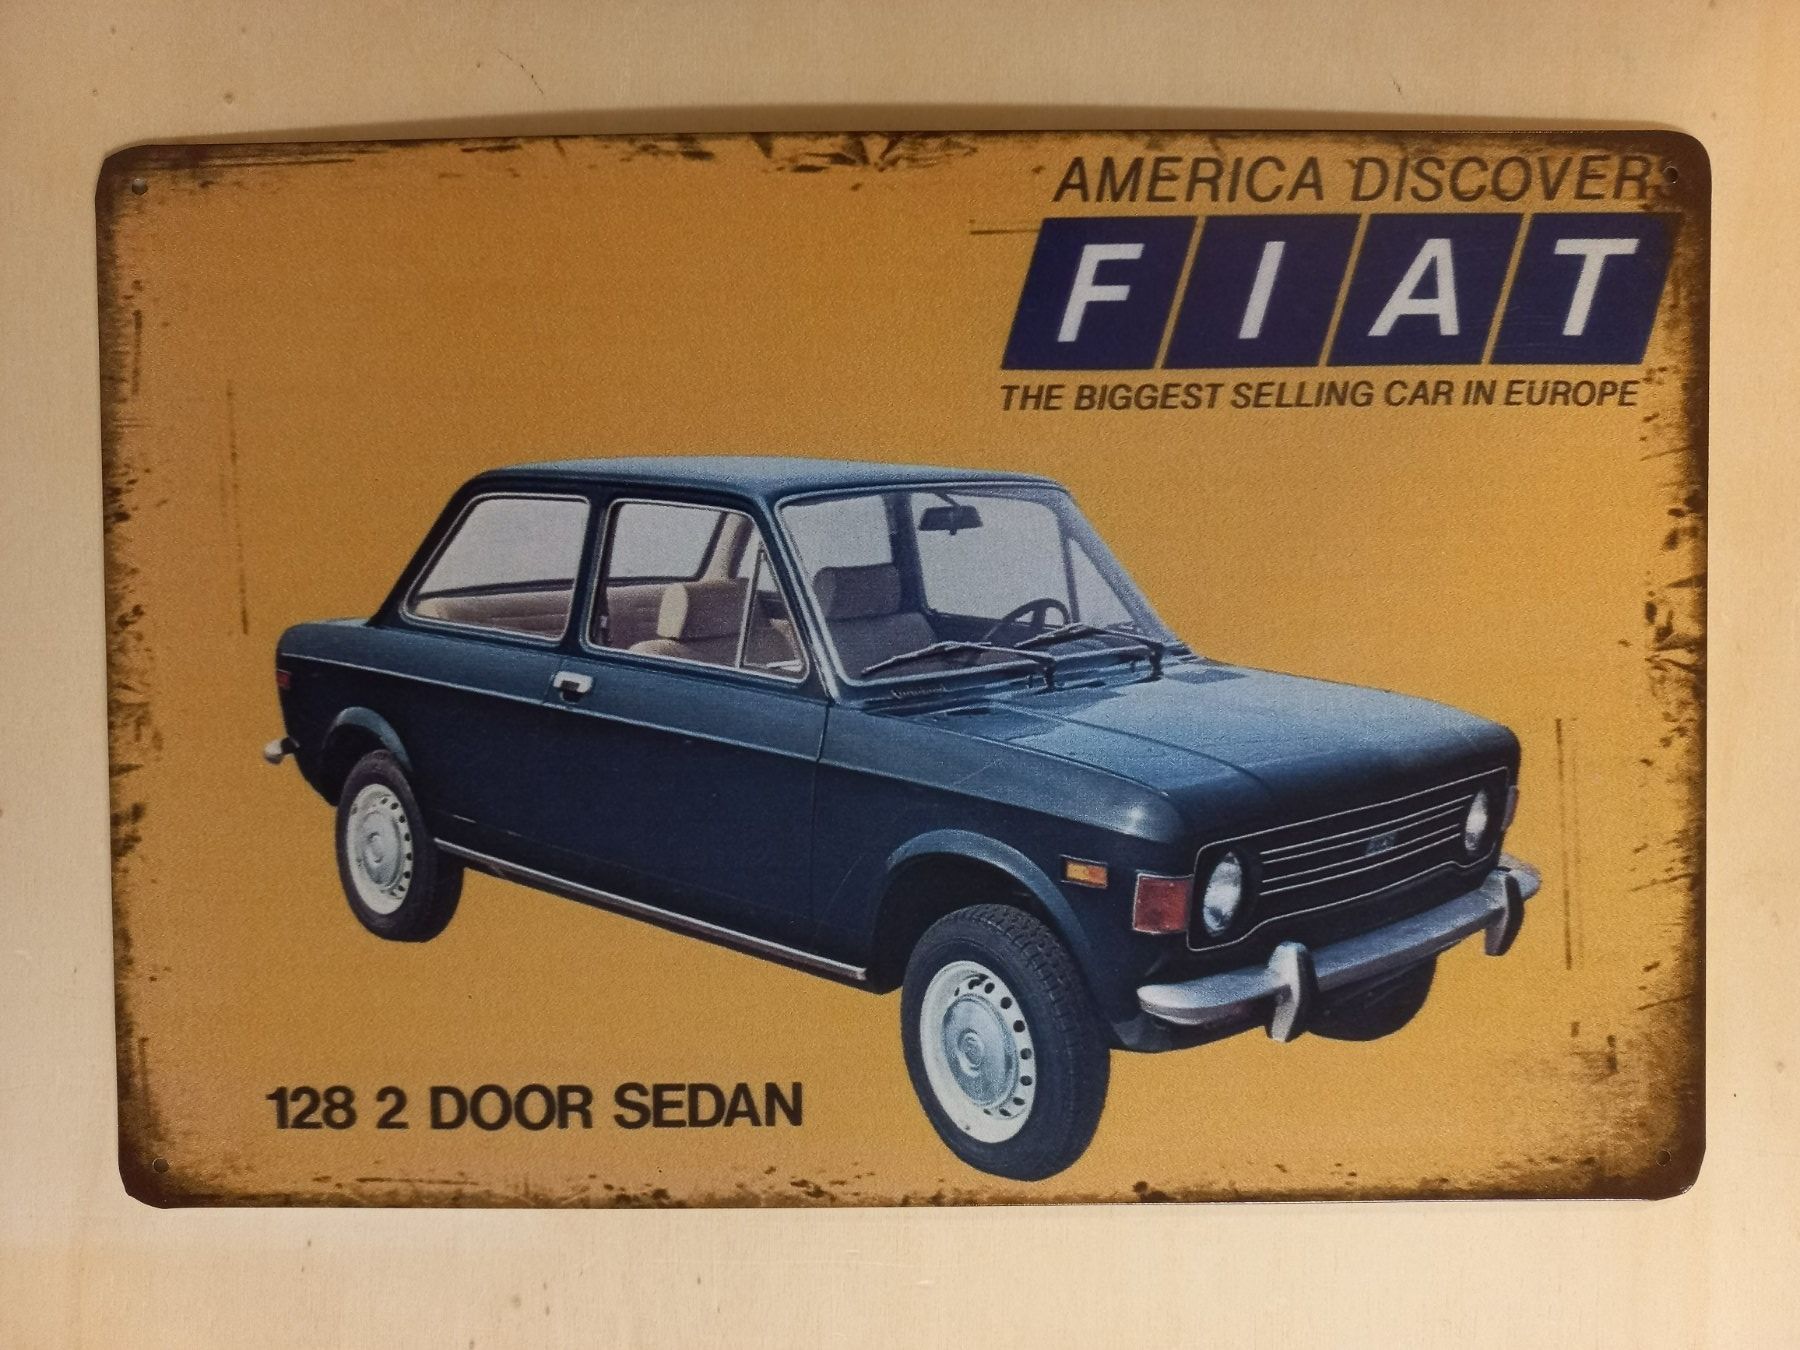 AMERICA DISCOVERS
FIAT
THE BIGGEST SELLING CAR IN EUROPE
128 2 DOOR SEDAN